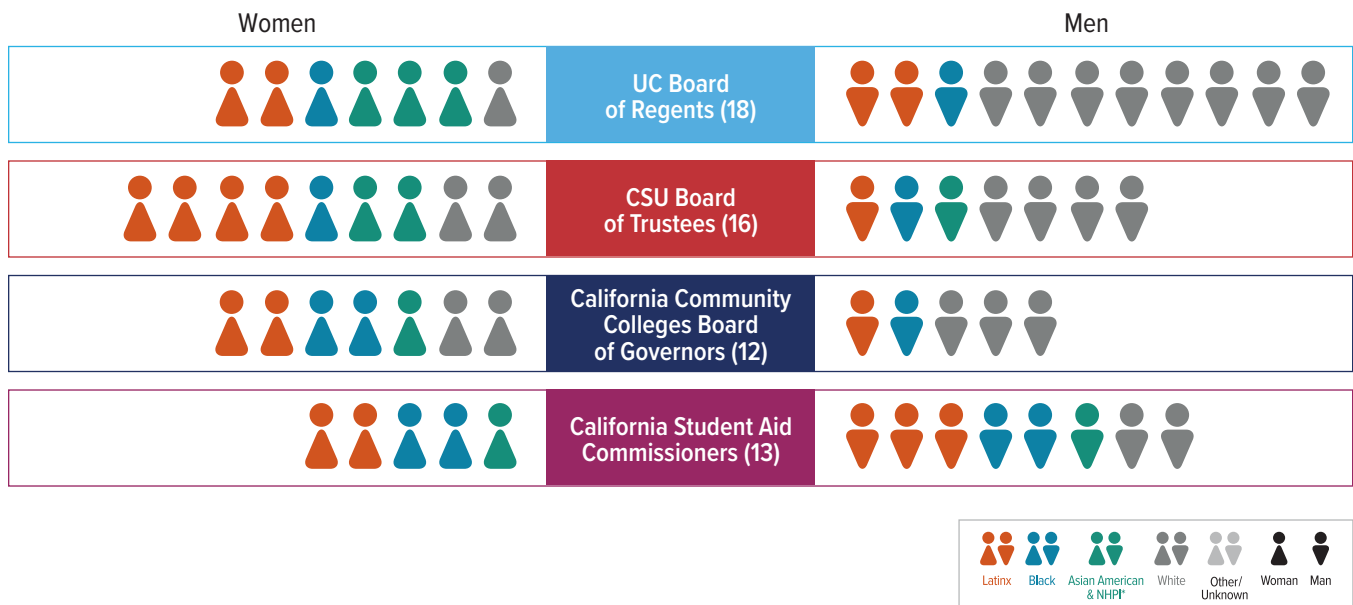 Women
Men
UC Board
of Regents (18)
CSU Board
of Trustees (16)
California Community
Colleges Board
of Governors (12)
California Student Aid
Commissioners (13)
Latinx
Black
Asian American
& NHPI*
White
Other/
Unknown
Woman
Man